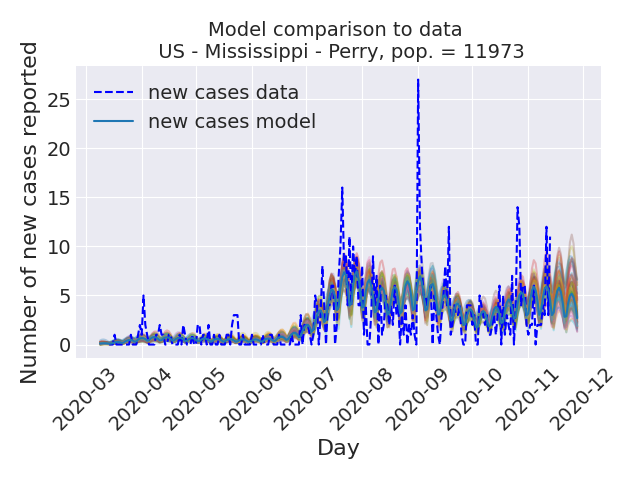 Model comparison to data
US - Mississippi - Perry, pop. = 11973
Number of new cases reported
25
20
15
10
5
0
new cases data
new cases model
2020-03
2020-04
2020-05
2020-06
2020-07
2020-08
2020-09
2020-10
2020-11
2020-12
Day